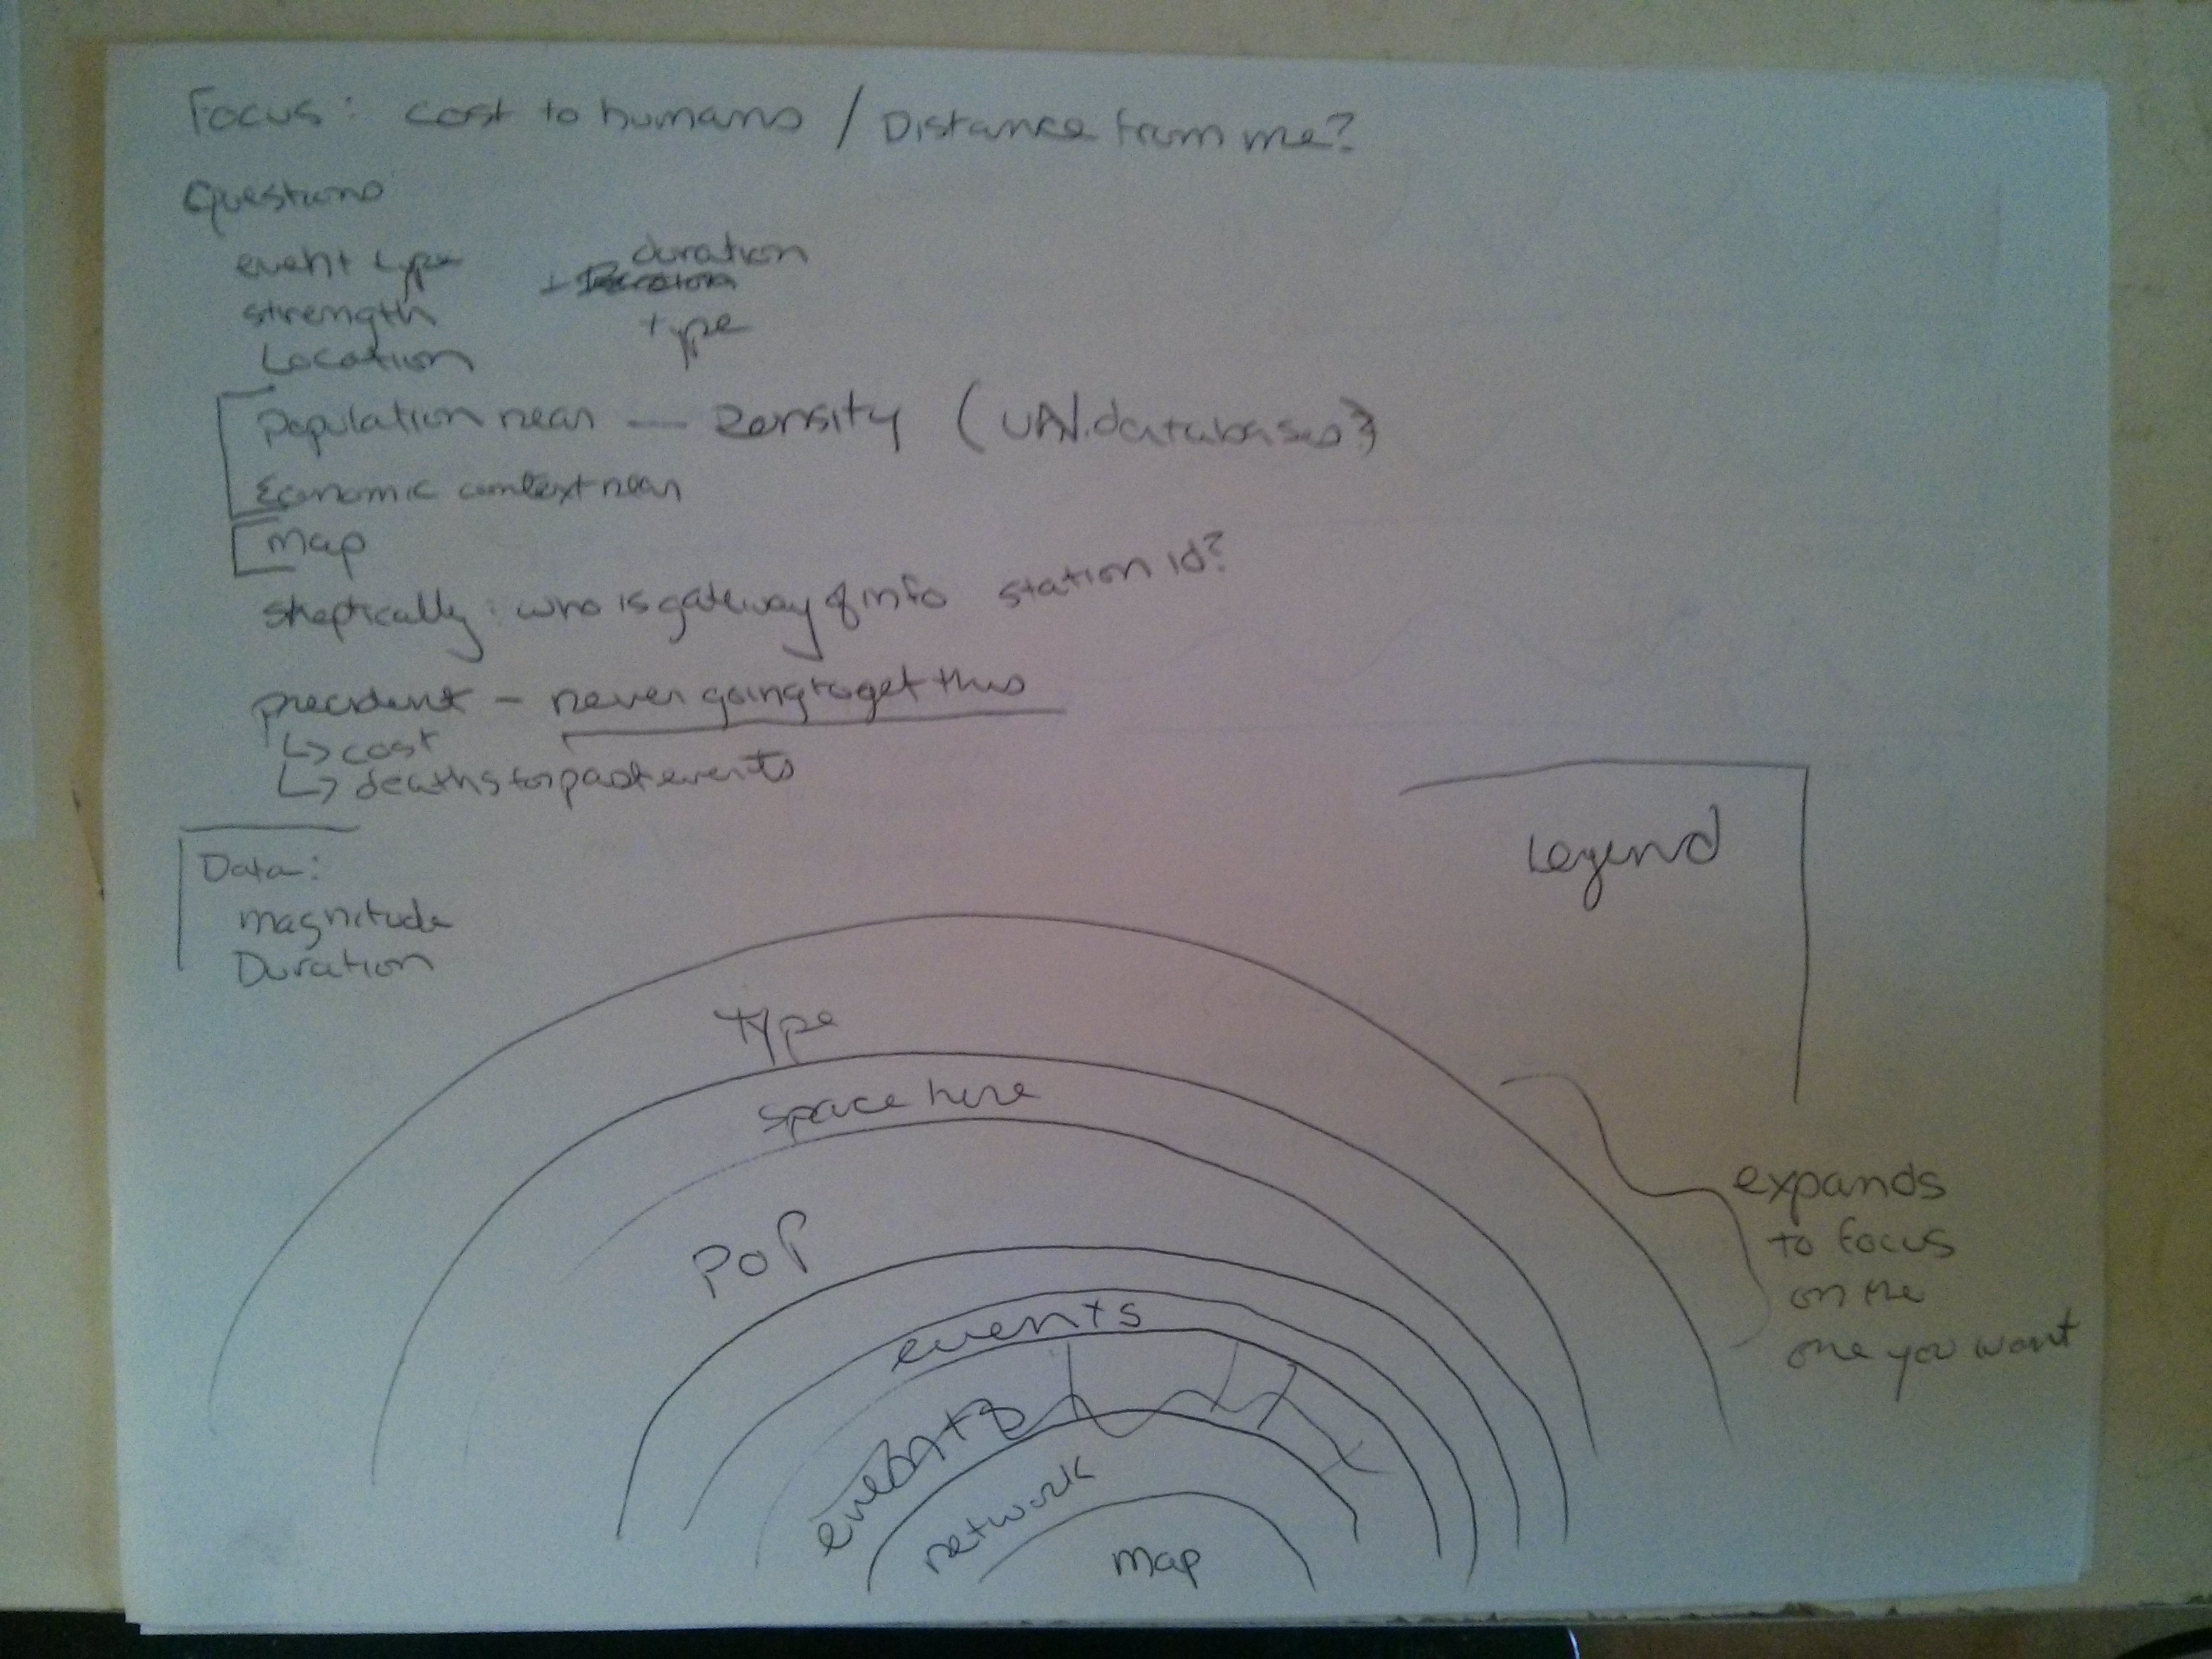 Focus: cost to humans / Distance from me?
Questions
event type
duration
strength
type
Location
Population near — Density (UN databases?
Economic context near
map
skeptically: who is gateway of info station id?
precident - never going to get this
↳ cost
↳ deaths for past events
Data:
magnitude
Duration
Legend
type
space here
POP
expands
to focus
on the
one you want
events
events
network
map